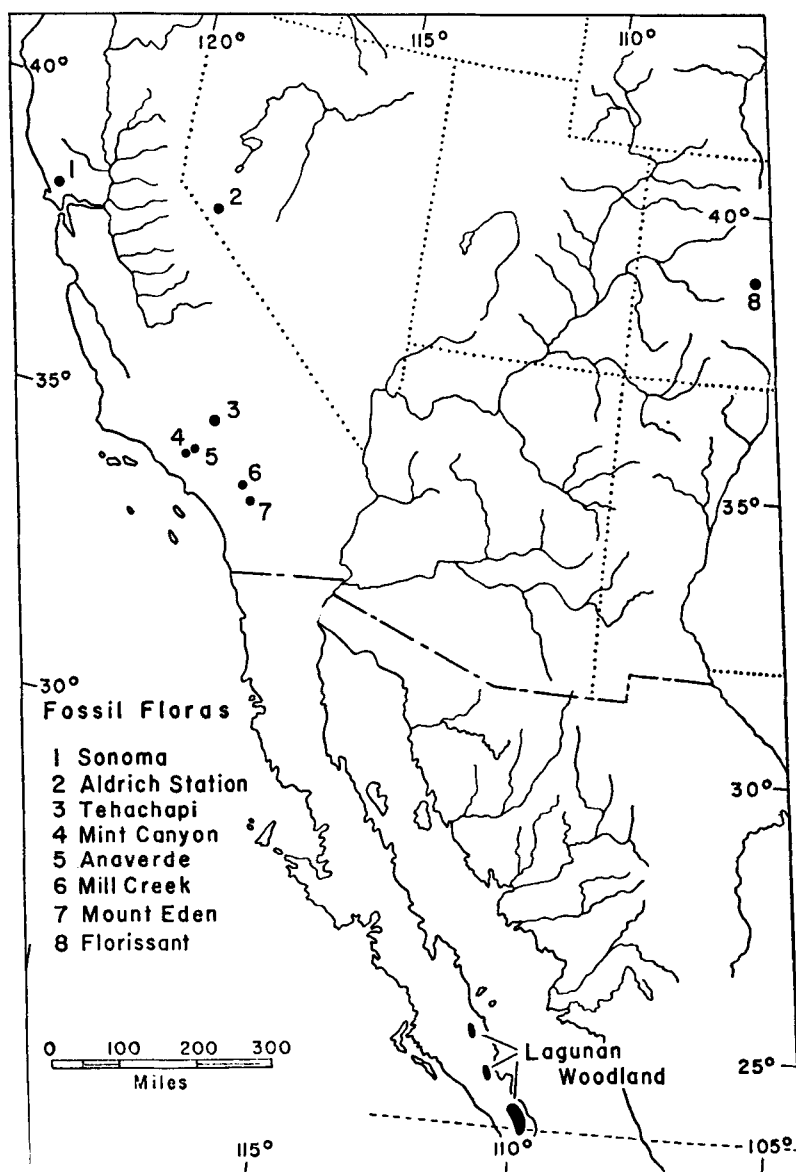 120° 115° 110°
40°
1
2
40°
8
35°
3
4
5
6
7
35°
30°
Fossil Floras
1 Sonoma
2 Aldrich Station
3 Tehachapi
4 Mint Canyon
5 Anaverde
6 Mill Creek
7 Mount Eden
8 Florissant
30°
0 100 200 300
Miles
Lagunan
Woodland
25°
115° 110° 105°